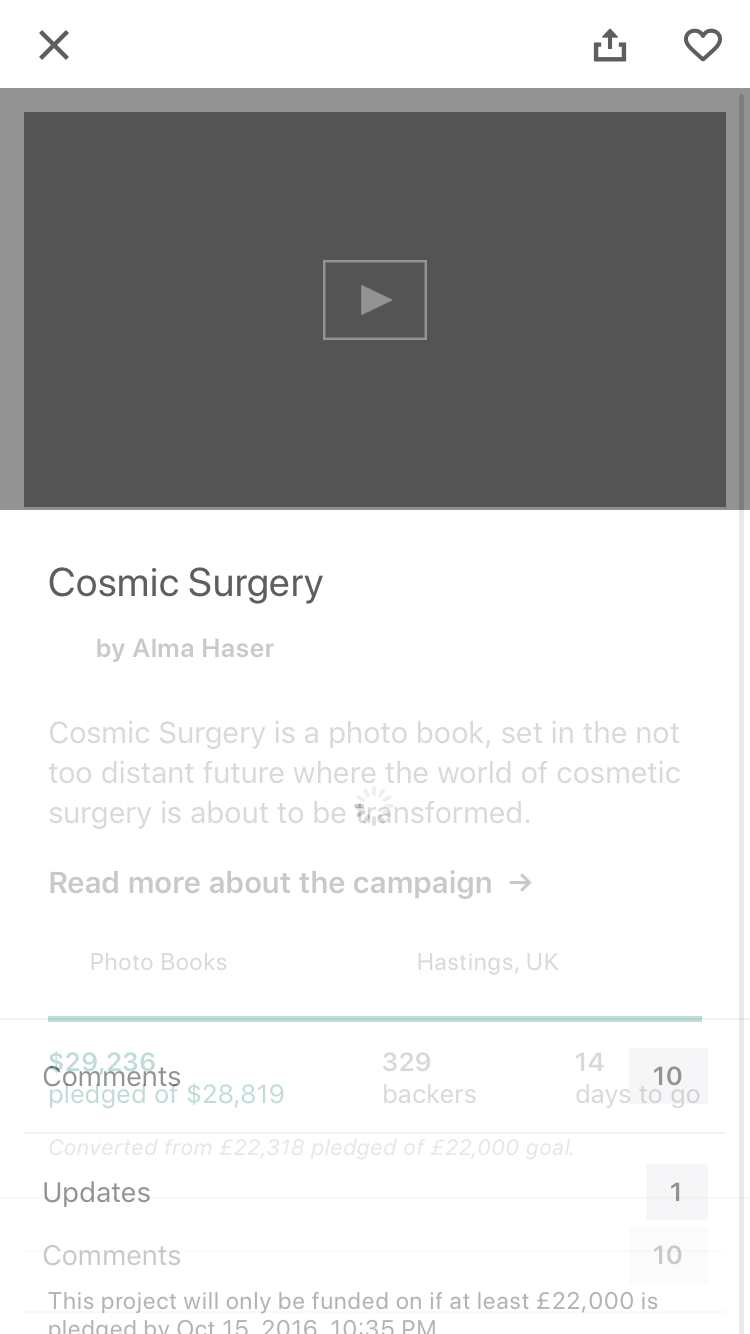 Cosmic Surgery
by Alma Haser
Cosmic Surgery is a photo book, set in the not
too distant future where the world of cosmetic
surgery is about to be transformed.
Read more about the campaign →
Photo Books Hastings, UK
$29,236 329 14
Comments 10
pledged of $28,819 backers days to go
Converted from £22,318 pledged of £22,000 goal.
Updates 1
Comments 10
This project will only be funded on if at least £22,000 is
pledged by Oct 15, 2016, 10:35 PM